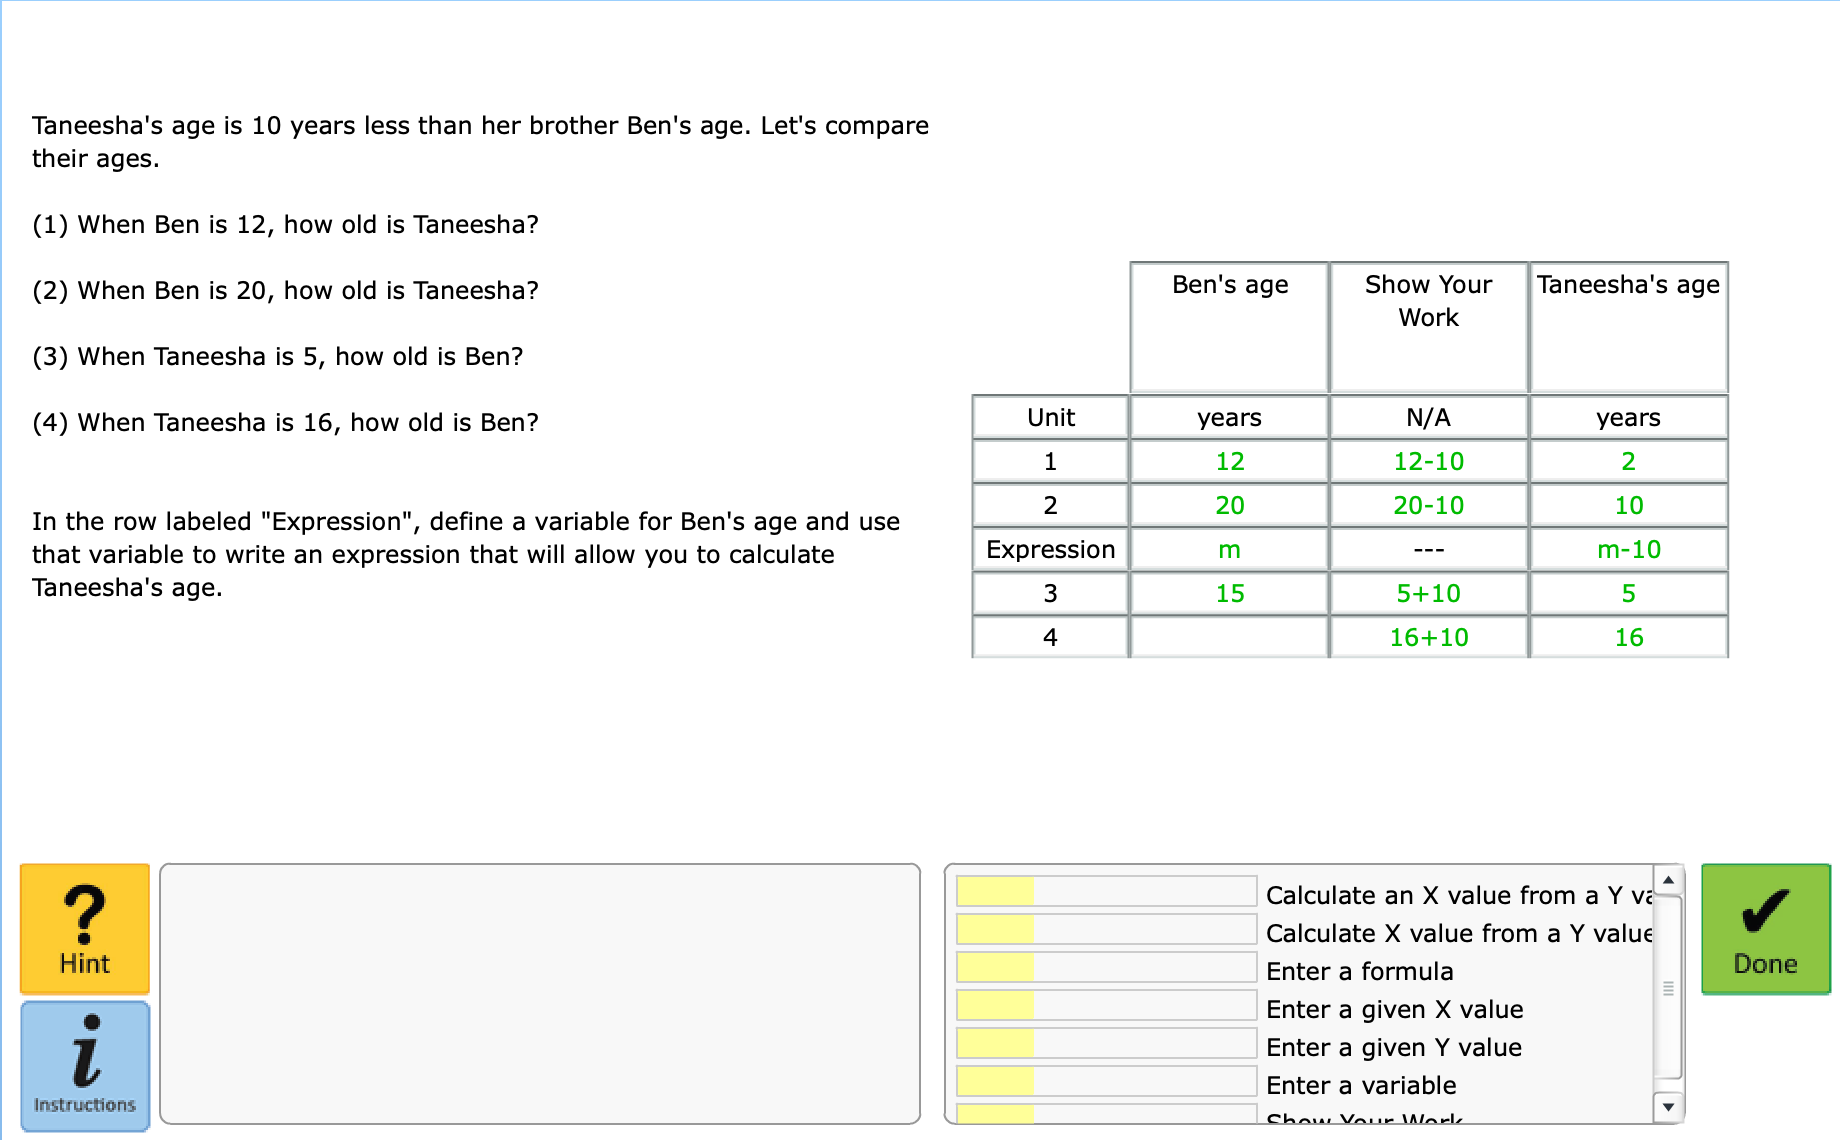 Taneesha's age is 10 years less than her brother Ben's age. Let's compare
their ages.
(1) When Ben is 12, how old is Taneesha?
(2) When Ben is 20, how old is Taneesha?
(3) When Taneesha is 5, how old is Ben?
(4) When Taneesha is 16, how old is Ben?
In the row labeled "Expression", define a variable for Ben's age and use
that variable to write an expression that will allow you to calculate
Taneesha's age.
Ben's age Show Your Taneesha's age
Work
Unit years N/A years
1 12 12-10 2
2 20 20-10 10
Expression m --- m-10
3 15 5+10 5
4 16+10 16
?
Hint
i
Instructions
Calculate an X value from a Y va
Calculate X value from a Y value
Enter a formula
Enter a given X value
Enter a given Y value
Enter a variable
Show Your Work
Done